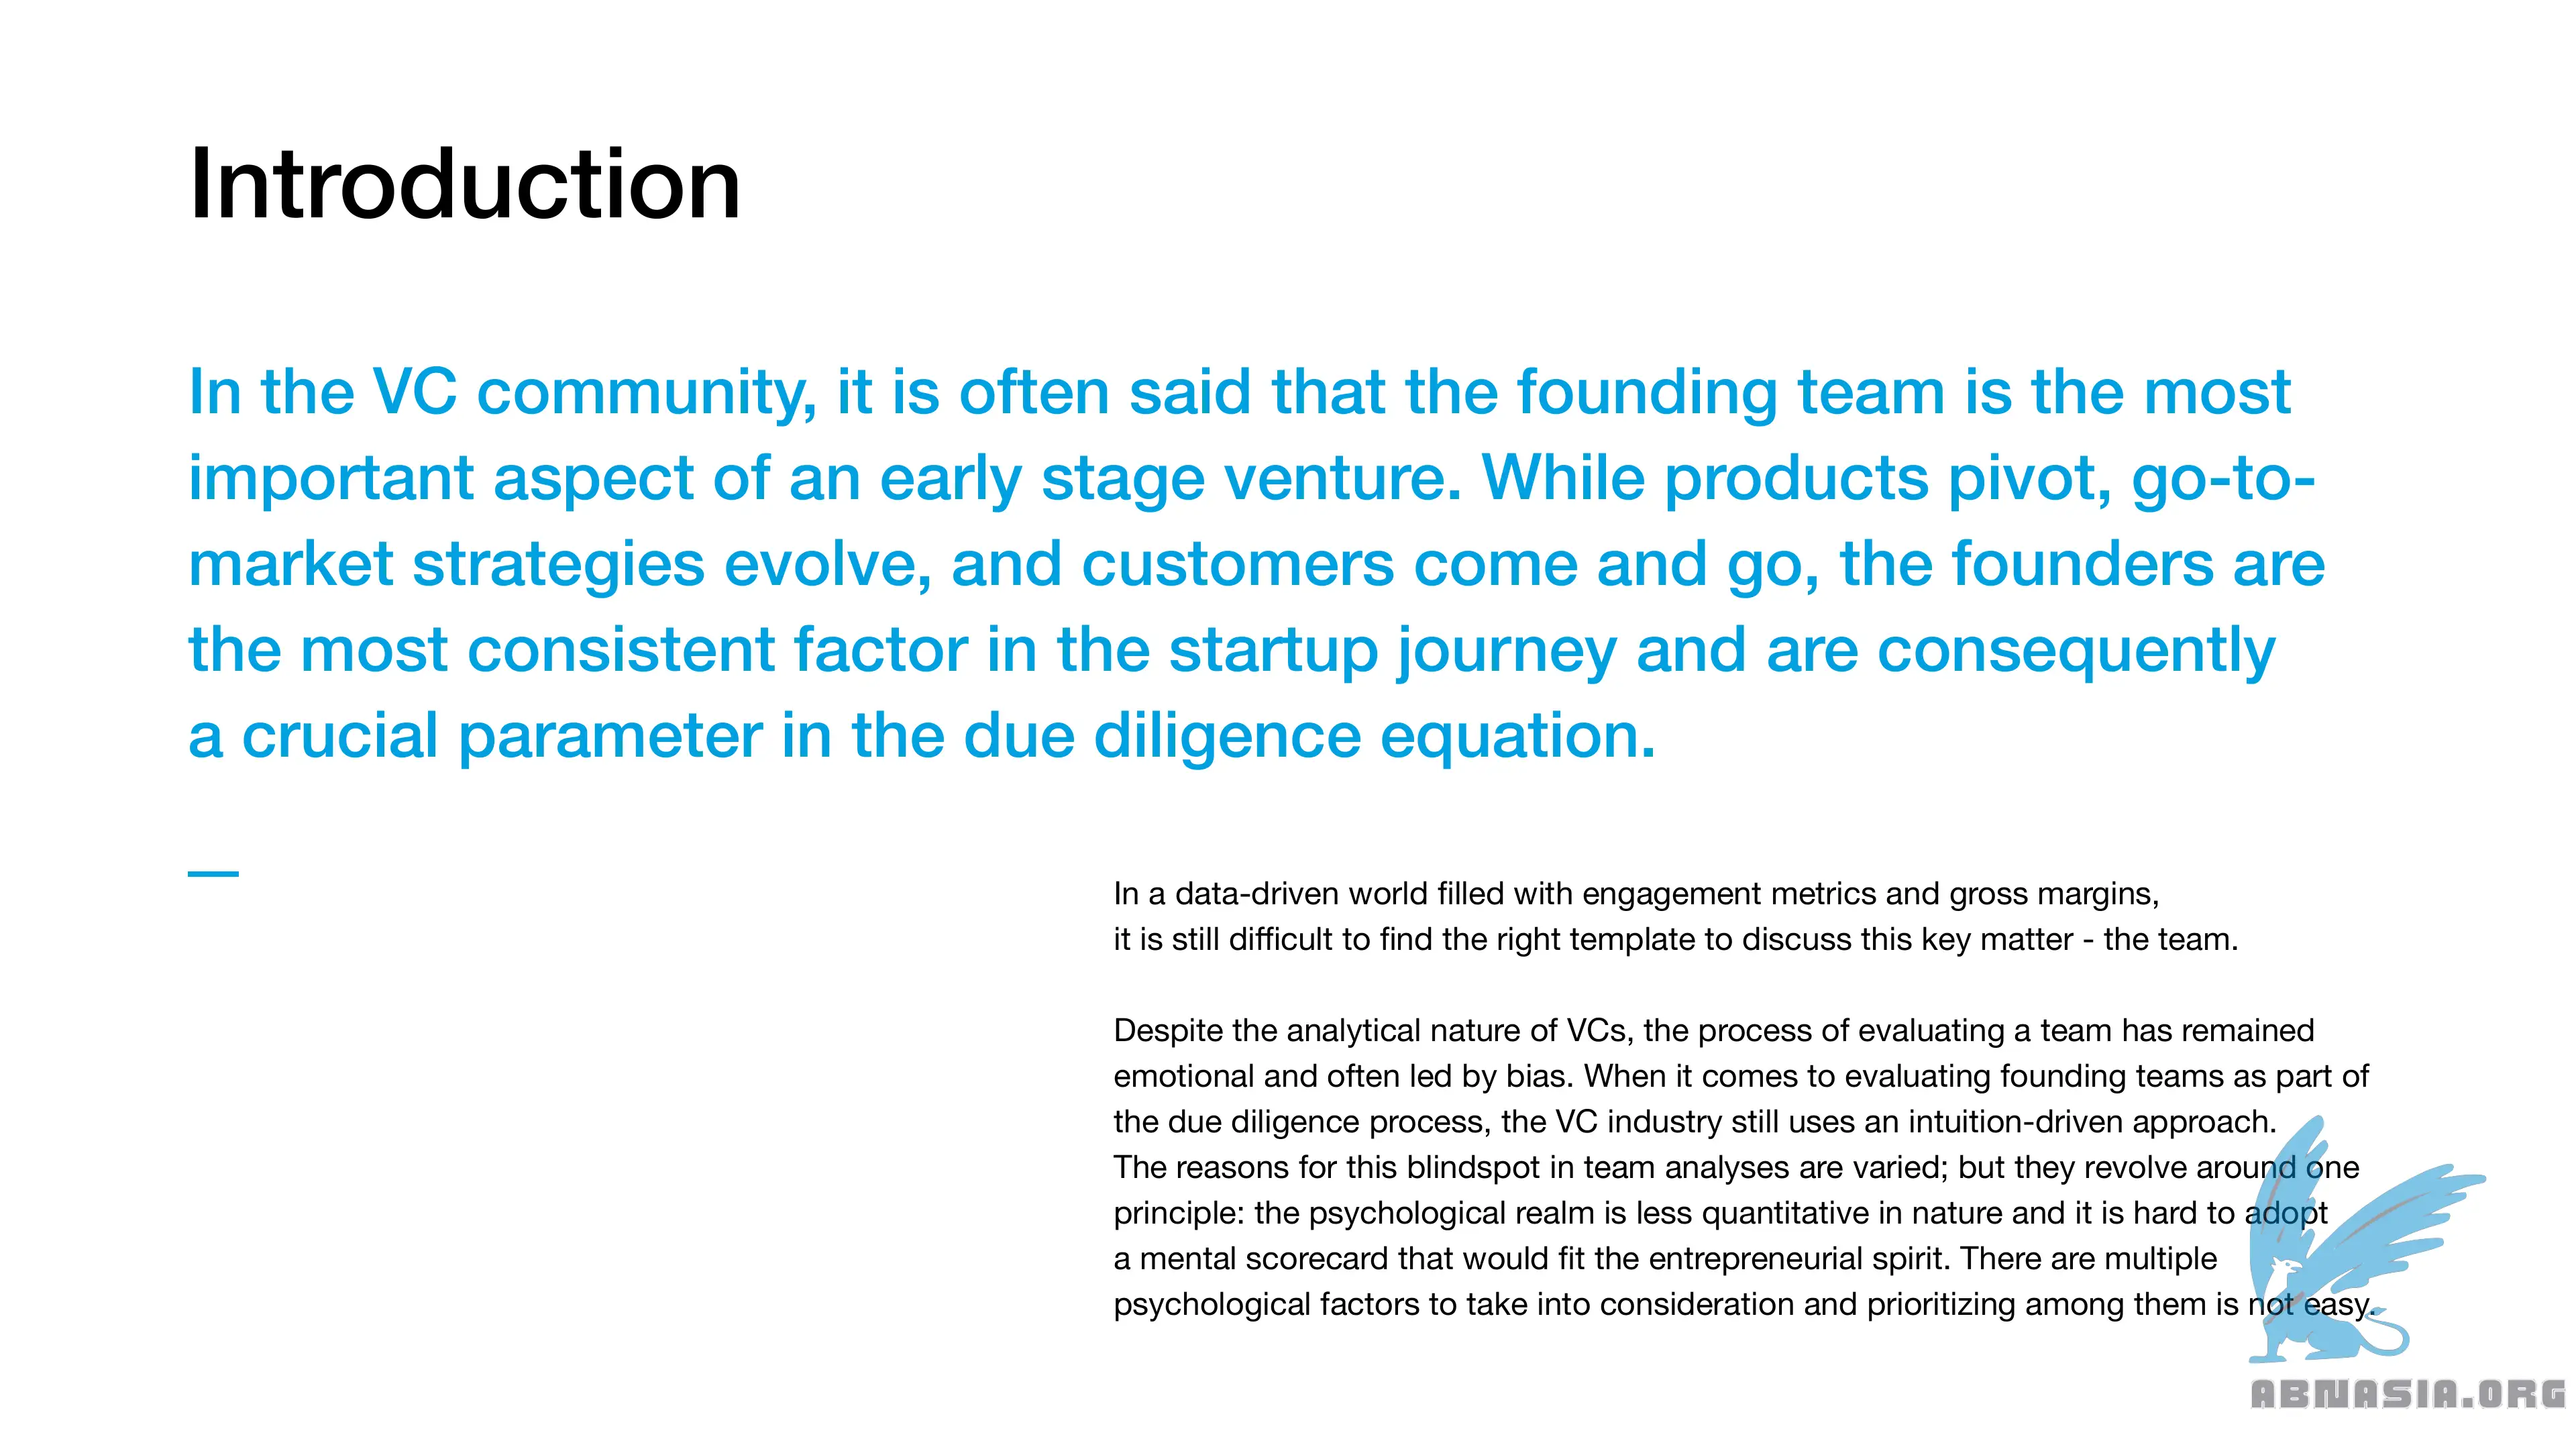 Introduction
In the VC community, it is often said that the founding team is the most
important aspect of an early stage venture. While products pivot, go-to-
market strategies evolve, and customers come and go, the founders are
the most consistent factor in the startup journey and are consequently
a crucial parameter in the due diligence equation.
In a data-driven world filled with engagement metrics and gross margins,
it is still difficult to find the right template to discuss this key matter - the team.
Despite the analytical nature of VCs, the process of evaluating a team has remained
emotional and often led by bias. When it comes to evaluating founding teams as part of
the due diligence process, the VC industry still uses an intuition-driven approach.
The reasons for this blindspot in team analyses are varied; but they revolve around one
principle: the psychological realm is less quantitative in nature and it is hard to adopt
a mental scorecard that would fit the entrepreneurial spirit. There are multiple
psychological factors to take into consideration and prioritizing among them is not easy.
ABNASIA.ORG